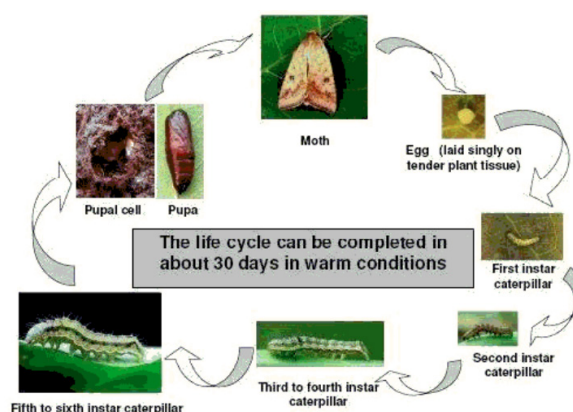 Moth
Egg (laid singly on
tender plant tissue)
Pupal cell
Pupa
The life cycle can be completed in
about 30 days in warm conditions
First instar
caterpillar
Second instar
caterpillar
Third to fourth instar
caterpillar
Fifth to sixth instar caterpillar